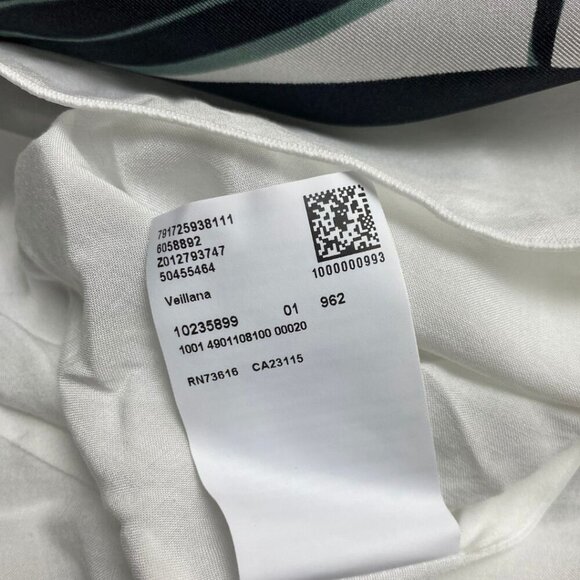 791725938111
6058892
Z012793747
50455464
1000000993
Veillana
10235899 01 962
1001 4901108100 00020
RN73616 CA23115